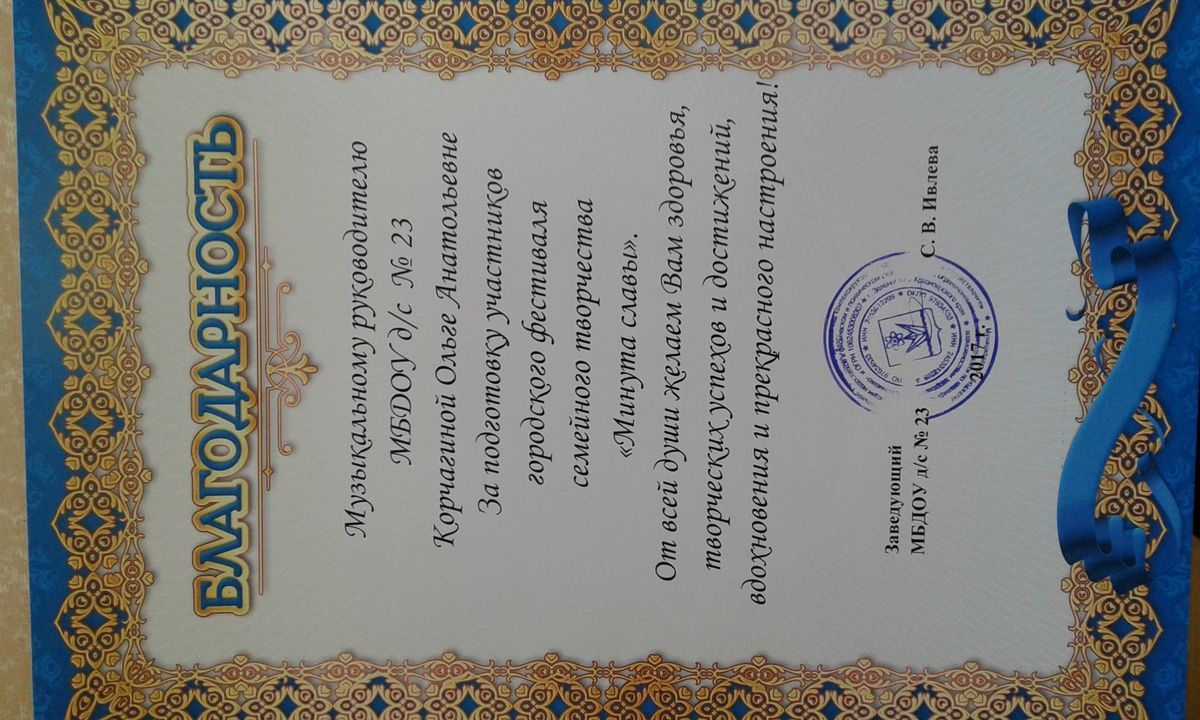 БЛАГОДАРНОСТЬ
Музыкальному руководителю
МБДОУ д/с № 23
Корчагиной Ольге Анатольевне
За подготовку участников
городского фестиваля
семейного творчества
«Минута славы».
От всей души желаем Вам здоровья,
творческих успехов и достижений,
вдохновения и прекрасного настроения!
Заведующий
МБДОУ д/с № 23 С. В. Ивлева
2017 г.